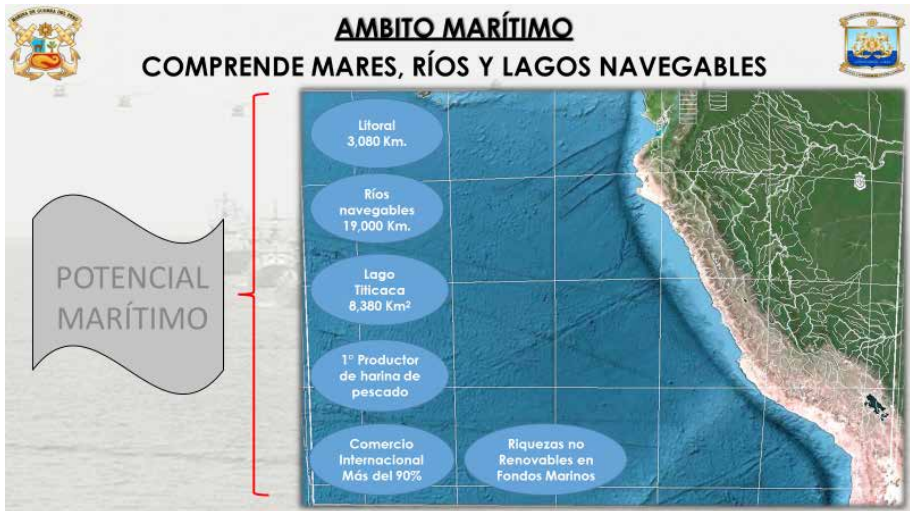 AMBITO MARÍTIMO
COMPRENDE MARES, RÍOS Y LAGOS NAVEGABLES
POTENCIAL
MARÍTIMO
Litoral
3,080 Km.
Ríos
navegables
19,000 Km.
Lago
Titicaca
8,380 Km²
1° Productor
de harina de
pescado
Comercio
Internacional
Más del 90%
Riquezas no
Renovables en
Fondos Marinos